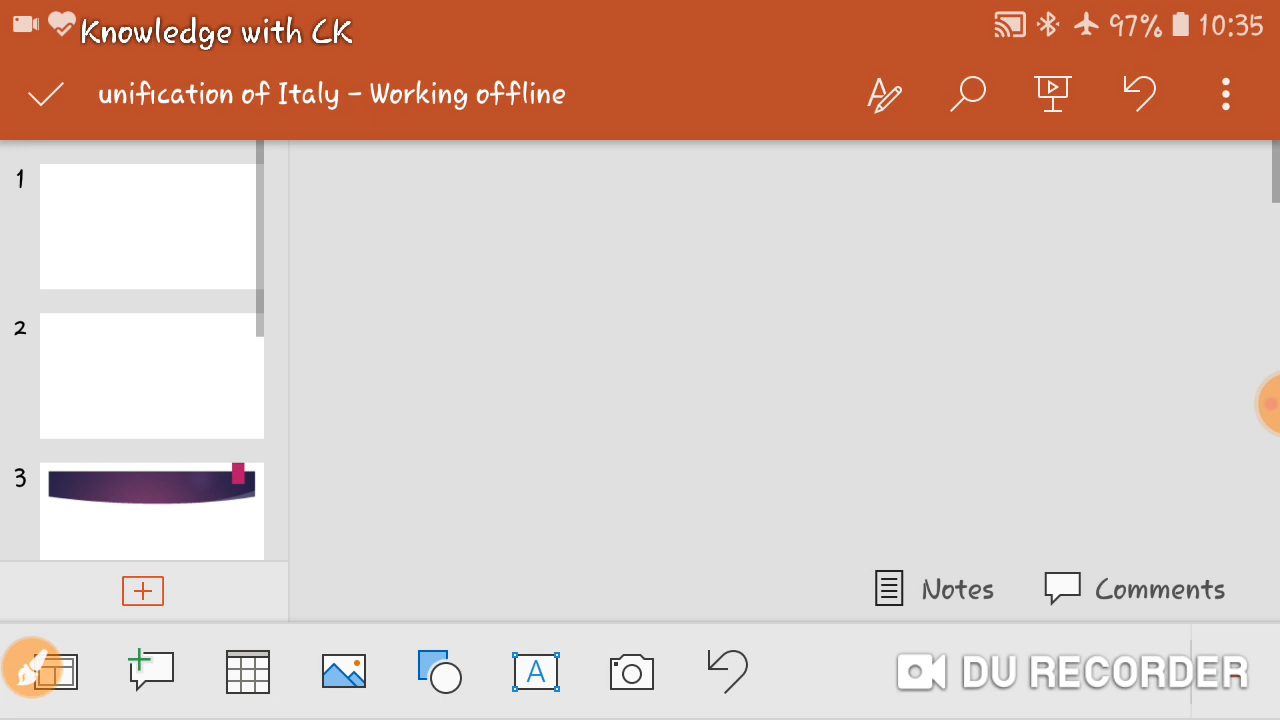 Knowledge with CK
97% 10:35
unification of Italy - Working offline
1
2
3
Notes Comments
A
DU RECORDER